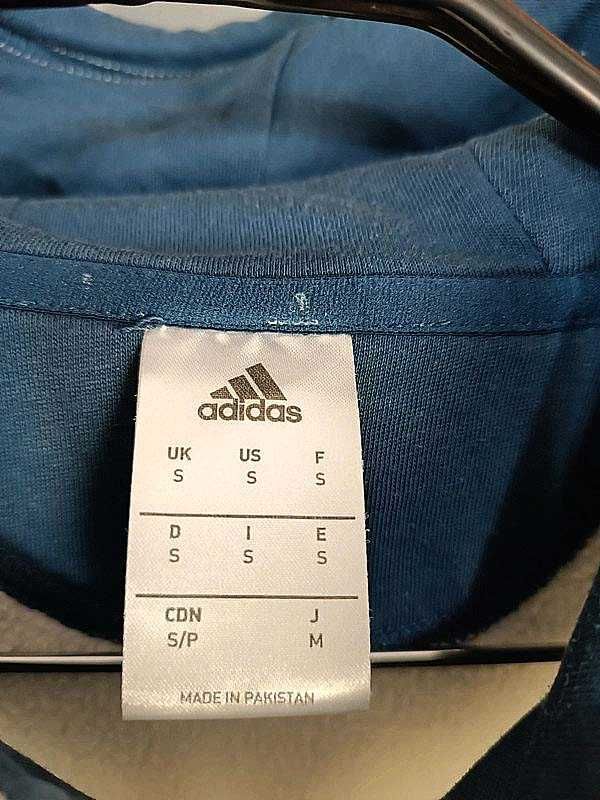 adidas
UK US F
S S S
D I E
S S S
CDN J
S/P M
MADE IN PAKISTAN